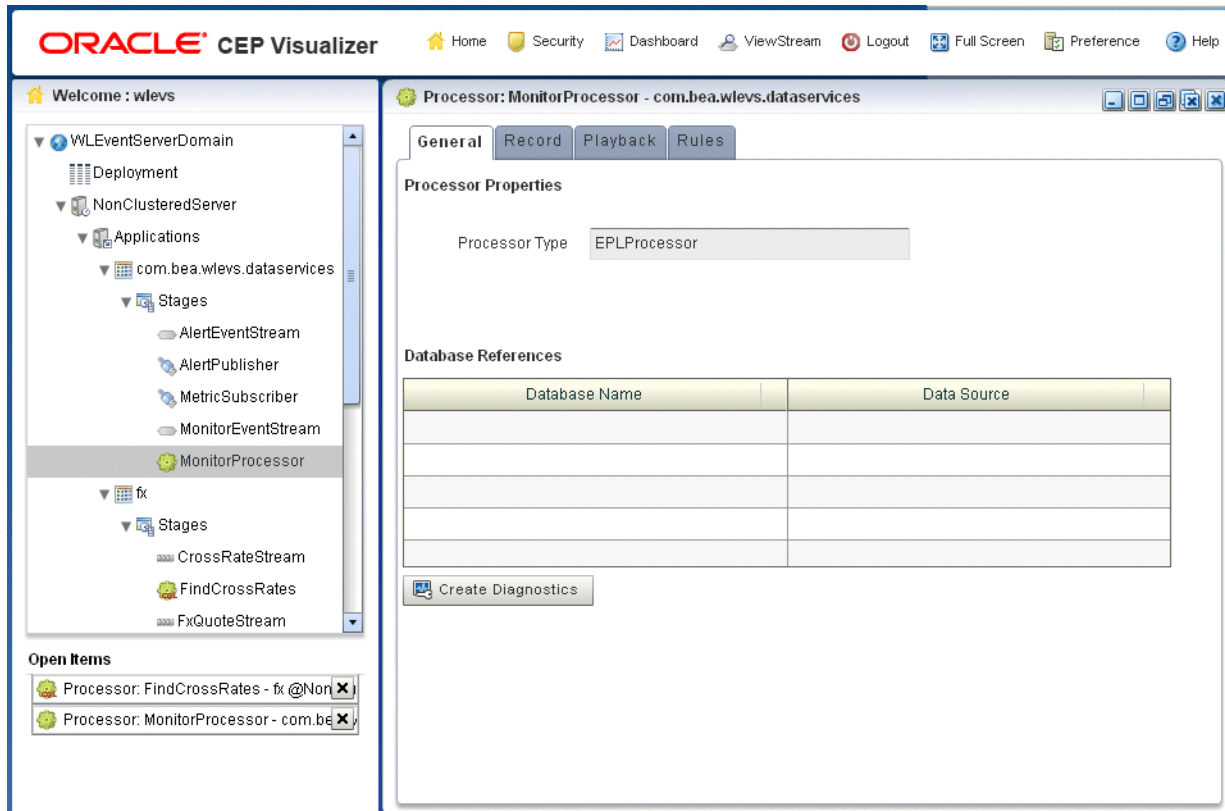 ORACLE CEP Visualizer
Home Security Dashboard ViewStream Logout Full Screen Preference Help
Welcome : wlevs
WLEventServerDomain
Deployment
NonClusteredServer
Applications
com.bea.wlevs.dataservices
Stages
AlertEventStream
AlertPublisher
MetricSubscriber
MonitorEventStream
MonitorProcessor
fx
Stages
CrossRateStream
FindCrossRates
FxQuoteStream
Open Items
Processor: FindCrossRates - fx @Non
Processor: MonitorProcessor - com.be
Processor: MonitorProcessor - com.bea.wlevs.dataservices
General Record Playback Rules
Processor Properties
Processor Type EPLProcessor
Database References
Database Name Data Source
Create Diagnostics